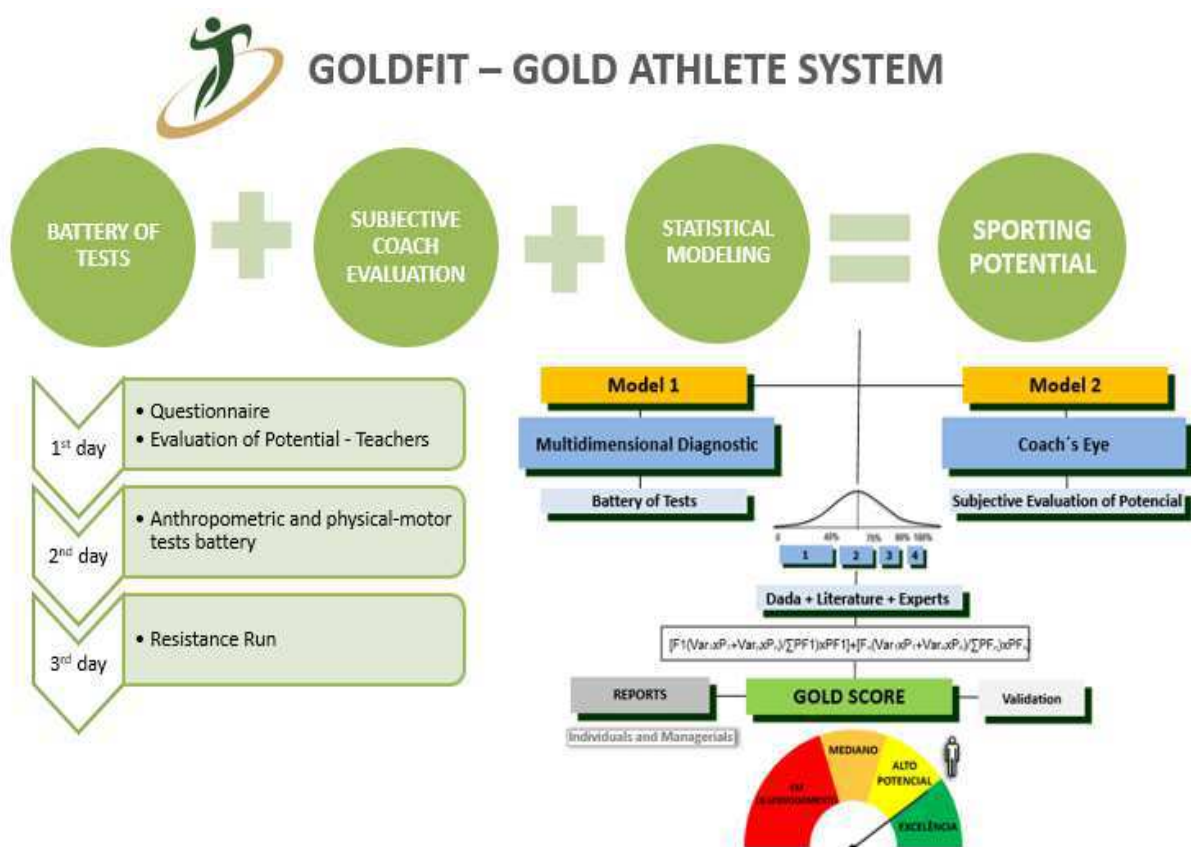 GOLDFIT – GOLD ATHLETE SYSTEM
BATTERY OF
TESTS
SUBJECTIVE
COACH
EVALUATION
STATISTICAL
MODELING
SPORTING
POTENTIAL
1st day
• Questionnaire
• Evaluation of Potential - Teachers
2nd day
• Anthropometric and physical-motor
tests battery
3rd day
• Resistance Run
Model 1
Model 2
Multidimensional Diagnostic
Coach´s Eye
Battery of Tests
Subjective Evaluation of Potencial
0 40% 70% 100%
1 2 3 4
Dada + Literature + Experts
REPORTS
GOLD SCORE
Validation
Individuals and Managerials
MEDIANO
ALTO
POTENCIAL
EXCELÊNCIA